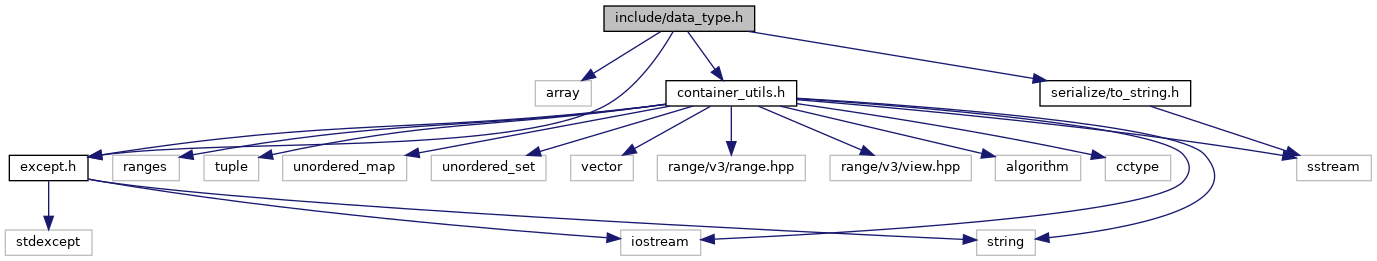 include/data_type.h
array
container_utils.h
serialize/to_string.h
except.h
ranges
tuple
unordered_map
unordered_set
vector
range/v3/range.hpp
range/v3/view.hpp
algorithm
cctype
sstream
stdexcept
iostream
string